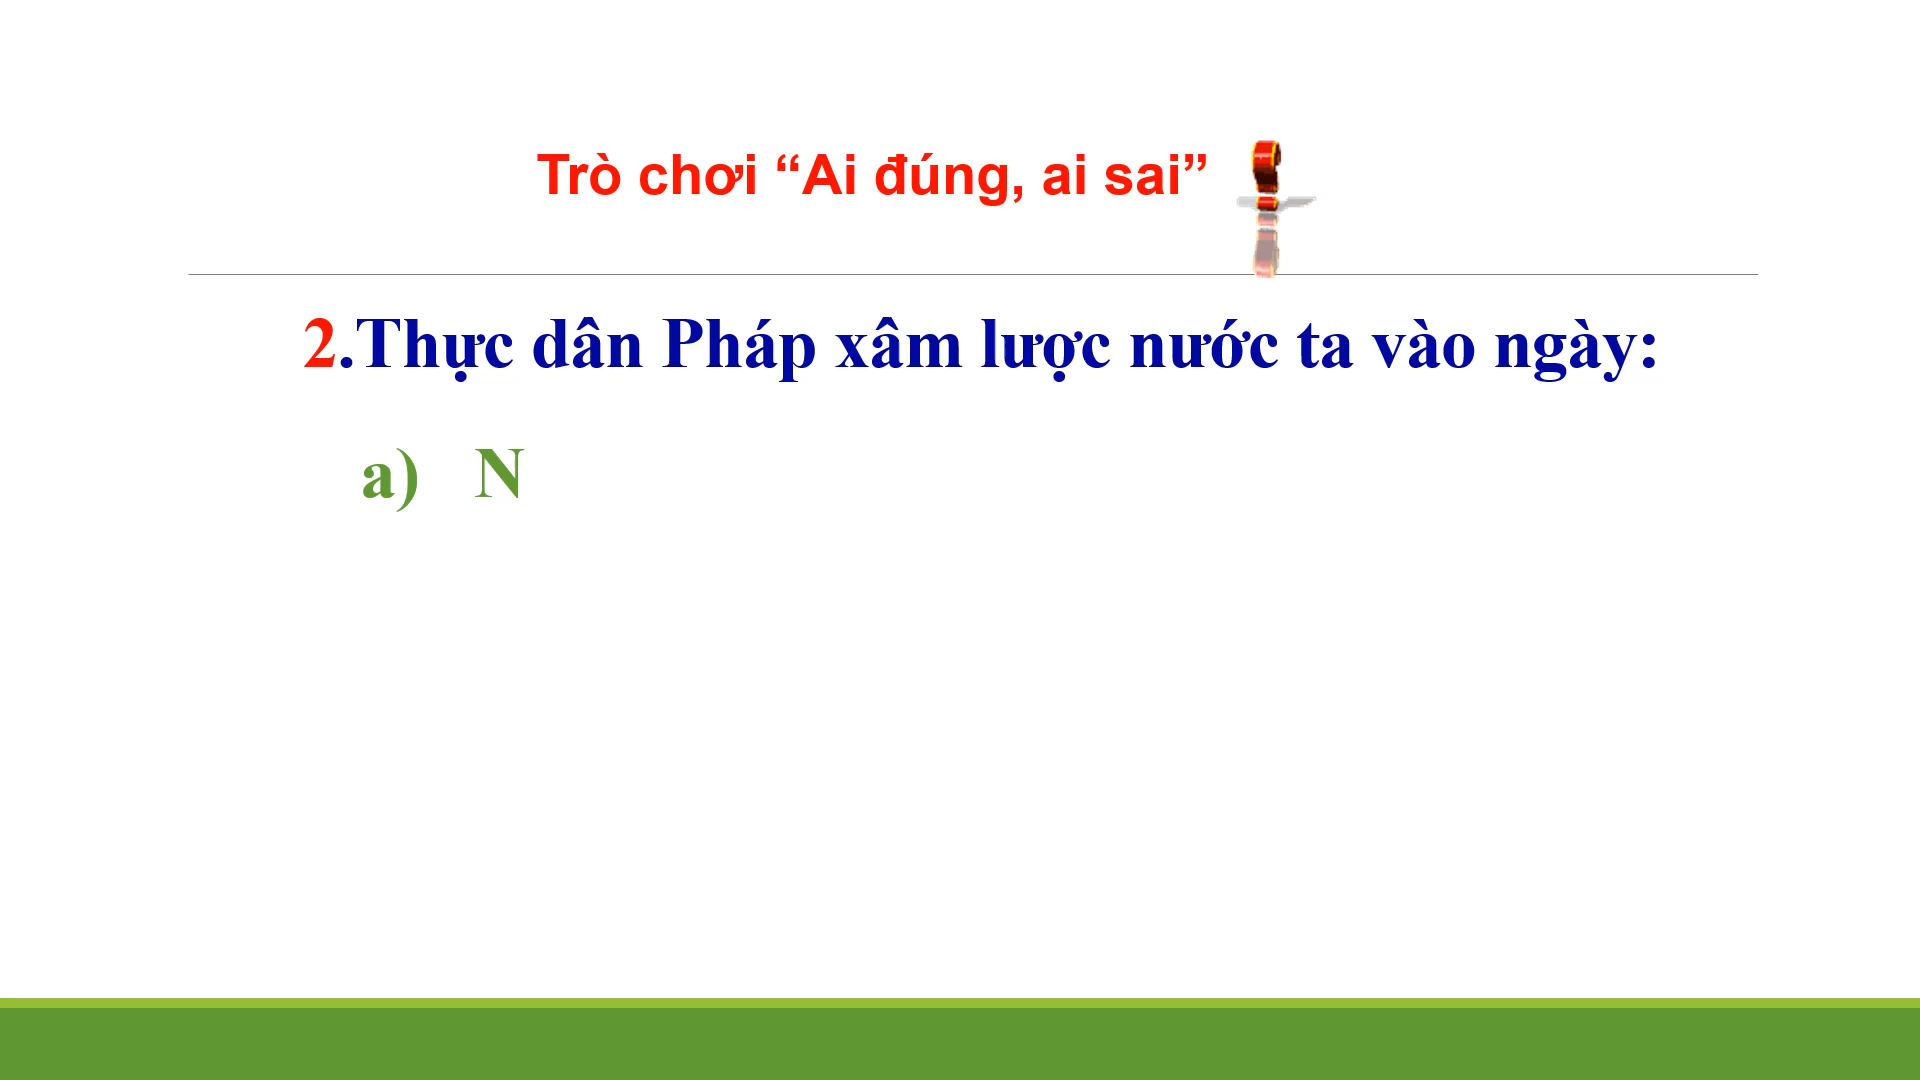 Trò chơi “Ai đúng, ai sai”
2.Thực dân Pháp xâm lược nước ta vào ngày:
a) N